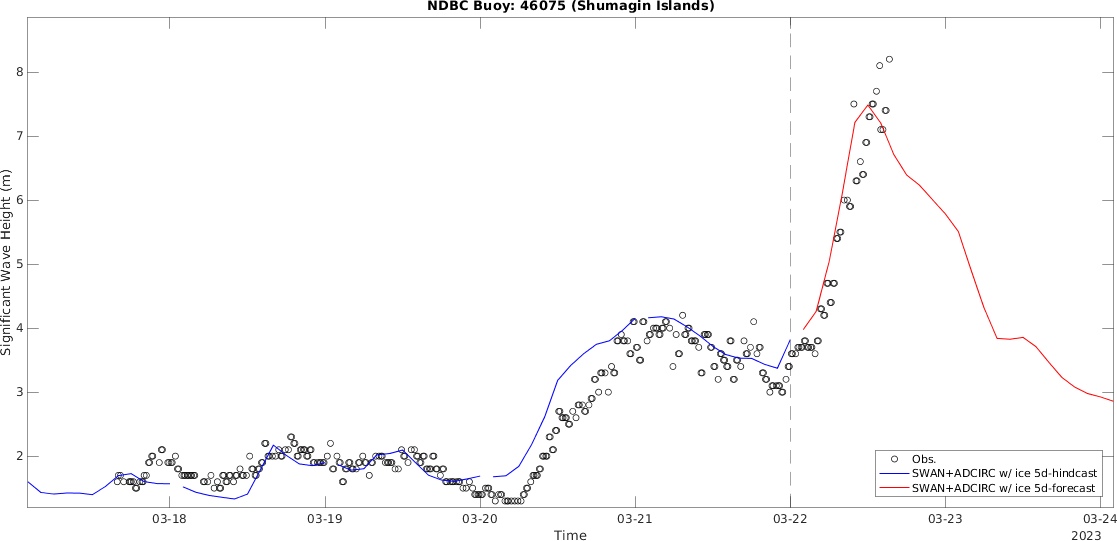 NDBC Buoy: 46075 (Shumagin Islands)
Significant Wave Height (m)
8
7
6
5
4
3
2
03-18
03-19
03-20
03-21
03-22
03-23
03-24
Time
2023
Obs.
SWAN+ADCIRC w/ ice 5d-hindcast
SWAN+ADCIRC w/ ice 5d-forecast